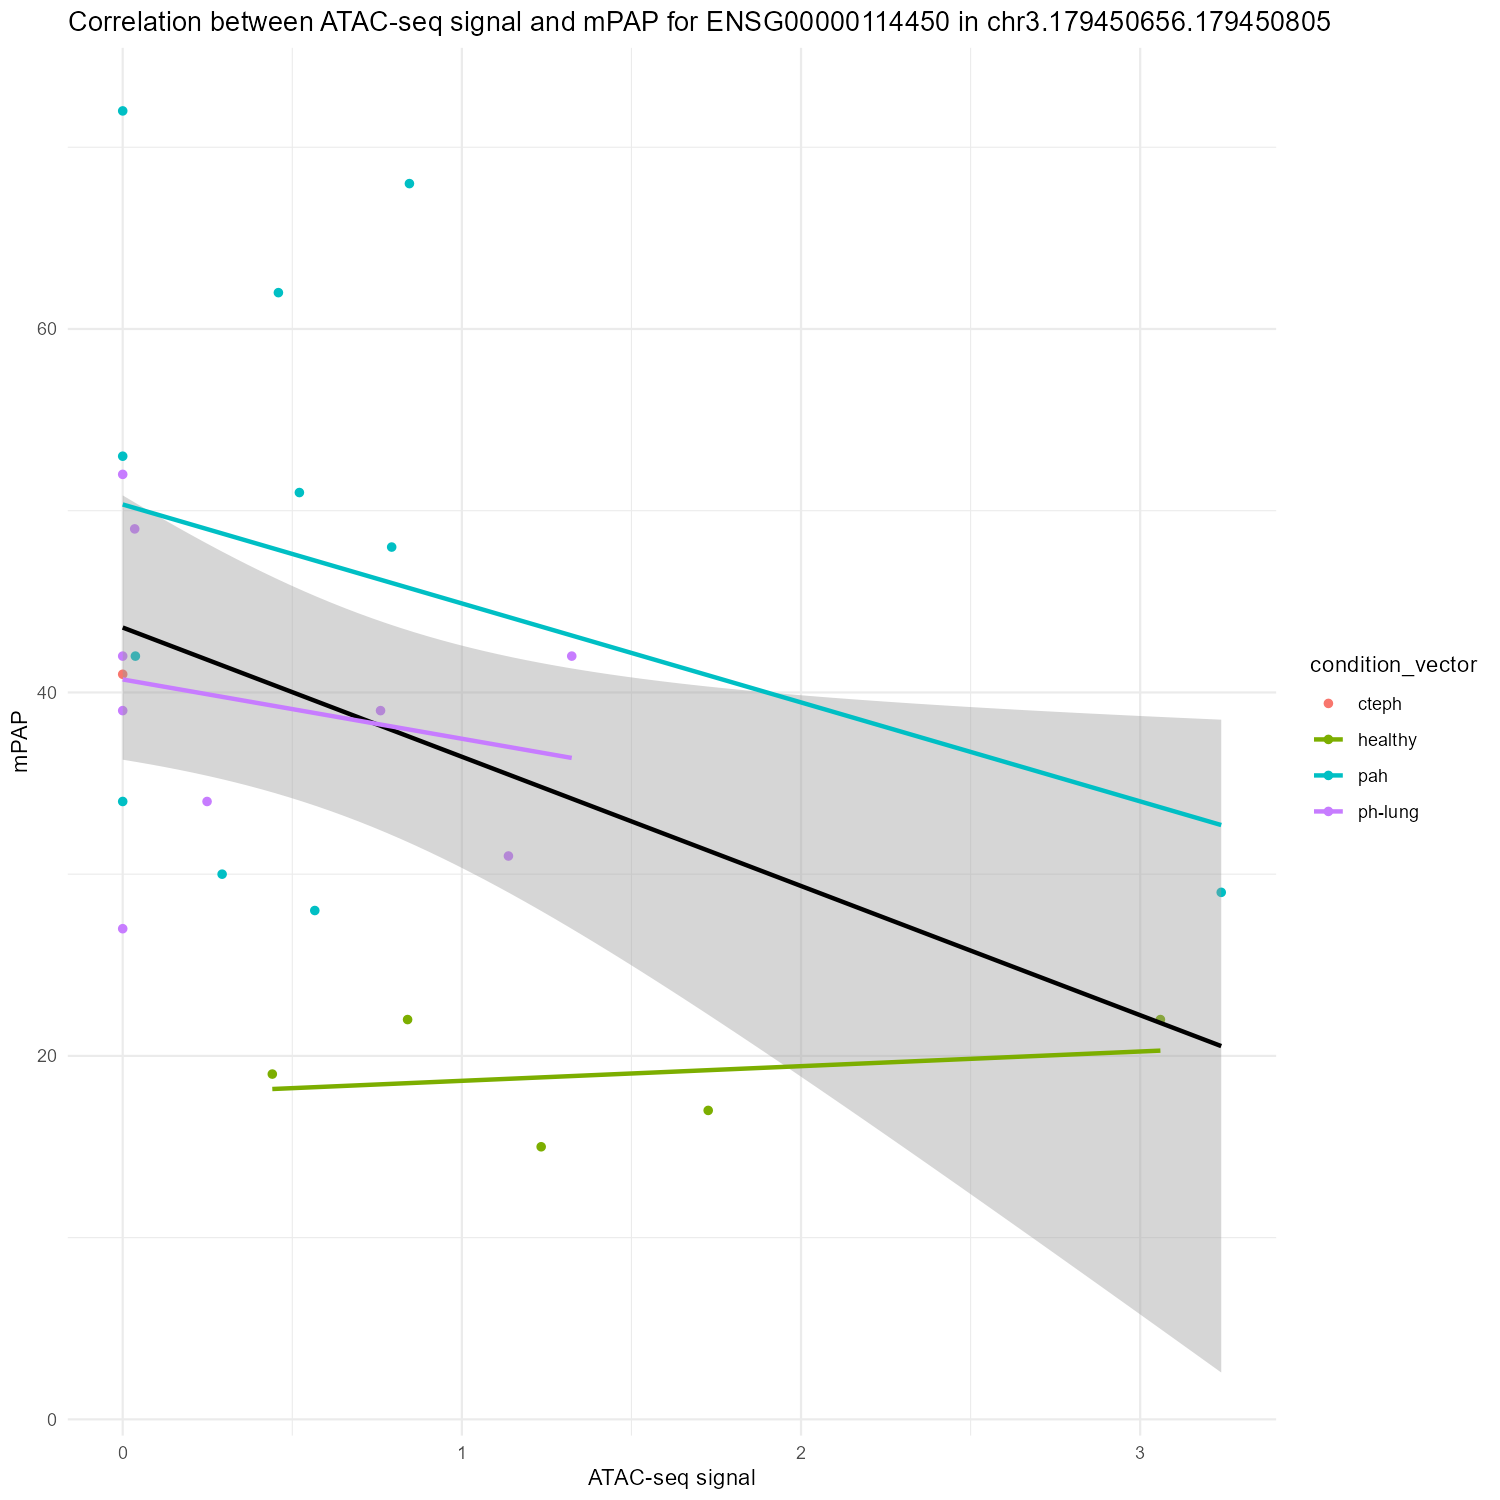 Correlation between ATAC-seq signal and mPAP for ENSG00000114450 in chr3.179450656.179450805
60
40
20
0
mPAP
0 1 2 3
ATAC-seq signal
condition_vector
cteph
healthy
pah
ph-lung